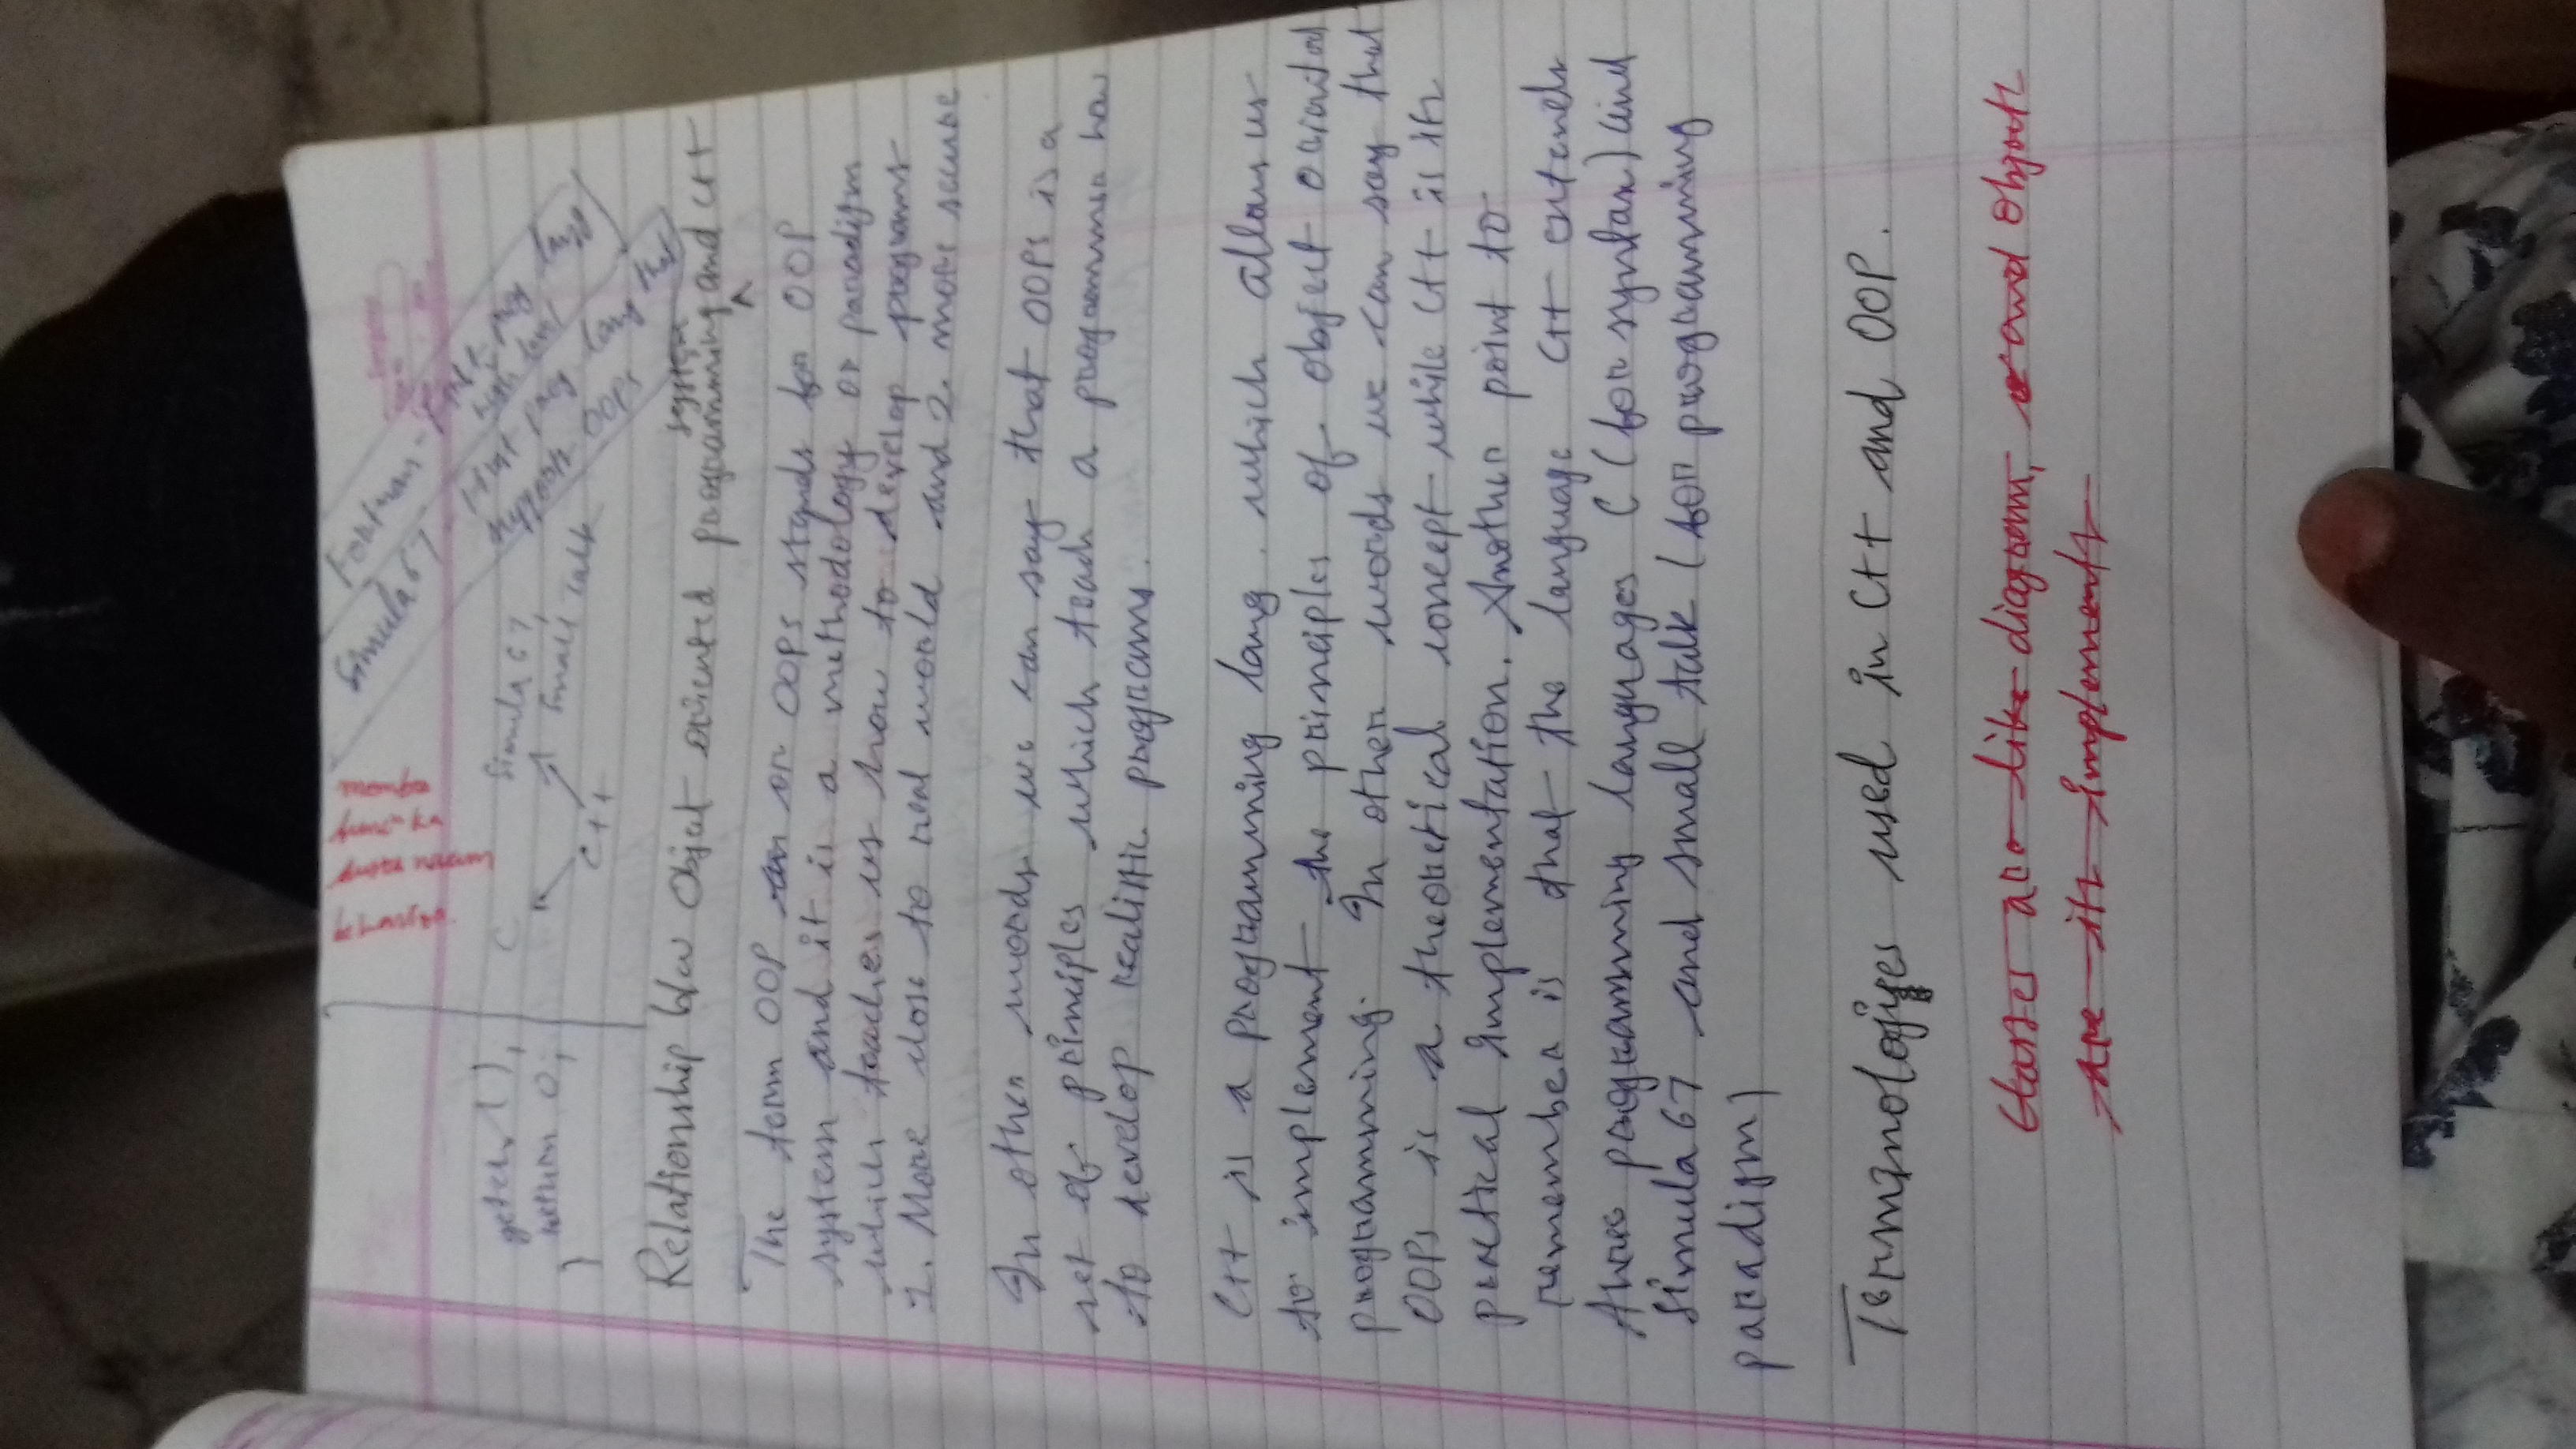 getch();
return 0;
}
C
Simula 67,
Small talk
C++
Simula 67 - first prog lang that
supports OOPs
Fortran - first prog lang
high level
Relationship b/w Object oriented programming system and C++
The term OOP or OOPs stands for OOP
system and it is a methodology or paradigm
which teaches us how to develop programs
1. More close to real world and 2. more secure
In other words we can say that OOPs is a
set of principles which teach a programmer how
to develop realistic programs.
C++ is a programming lang. which allows us
to implement the principles of object oriented
programming. In other words we can say that
OOPs is a theoretical concept while C++ is its
practical implementation. Another point to
remember is that the language C++ extends
three programming languages C (for syntax) and
Simula 67 and small talk (for programming
paradigm)
Terminologies used in C++ and OOP.
Classes are like diagram, and objects
are its implements